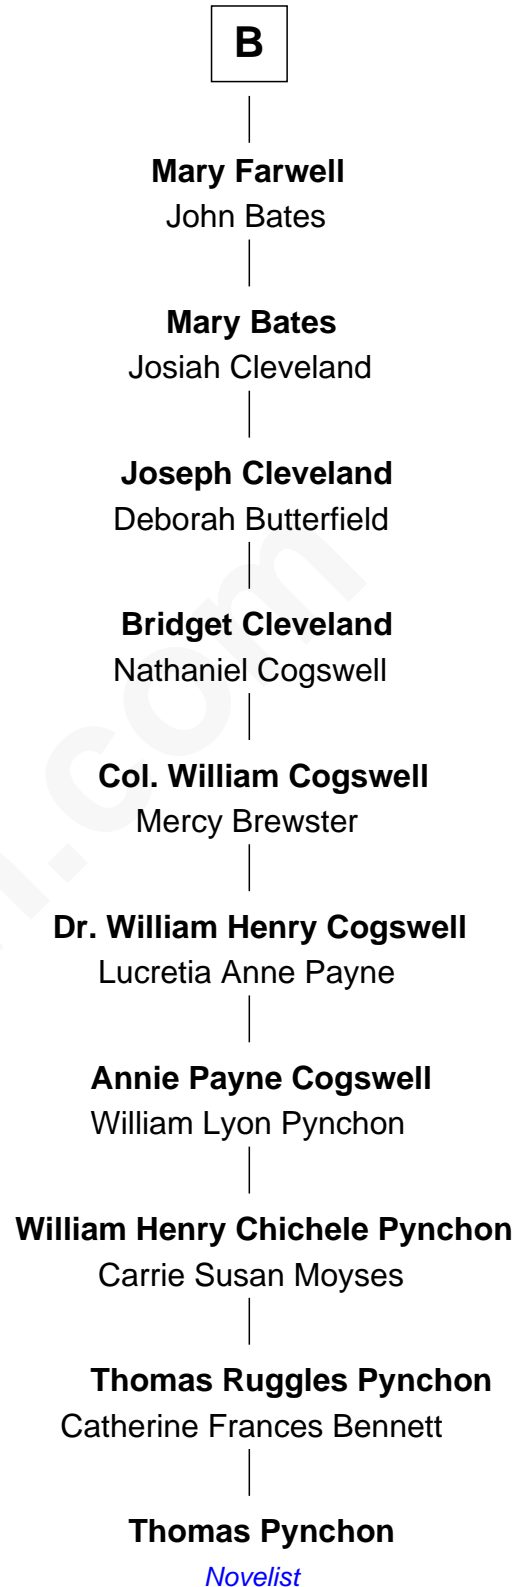 B
Mary Farwell
John Bates
Mary Bates
Josiah Cleveland
Joseph Cleveland
Deborah Butterfield
Bridget Cleveland
Nathaniel Cogswell
Col. William Cogswell
Mercy Brewster
Dr. William Henry Cogswell
Lucretia Anne Payne
Annie Payne Cogswell
William Lyon Pynchon
William Henry Chichele Pynchon
Carrie Susan Moyses
Thomas Ruggles Pynchon
Catherine Frances Bennett
Thomas Pynchon
Novelist